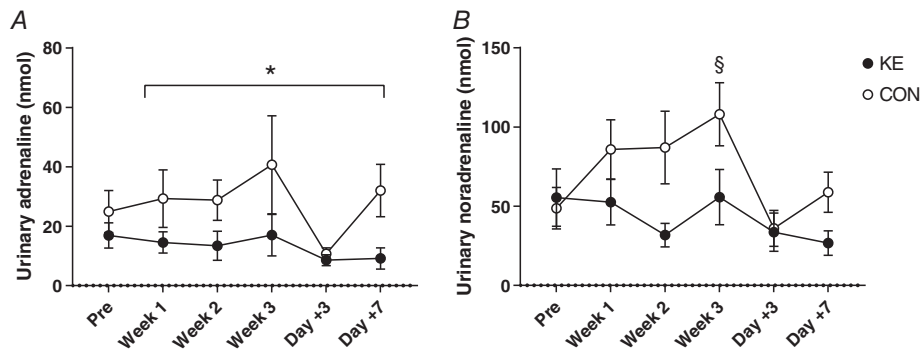 A
B
Urinary adrenaline (nmol)
80
60
40
20
0
*
Pre
Week 1
Week 2
Week 3
Day +3
Day +7
Urinary noradrenaline (nmol)
150
100
50
0
§
Pre
Week 1
Week 2
Week 3
Day +3
Day +7
KE
CON